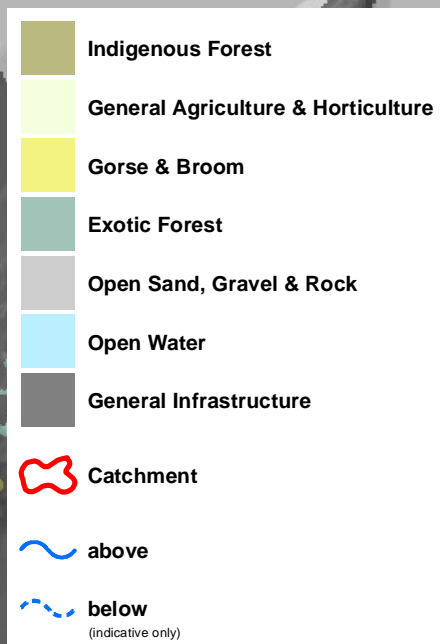 Indigenous Forest
General Agriculture & Horticulture
Gorse & Broom
Exotic Forest
Open Sand, Gravel & Rock
Open Water
General Infrastructure
Catchment
above
below
(indicative only)